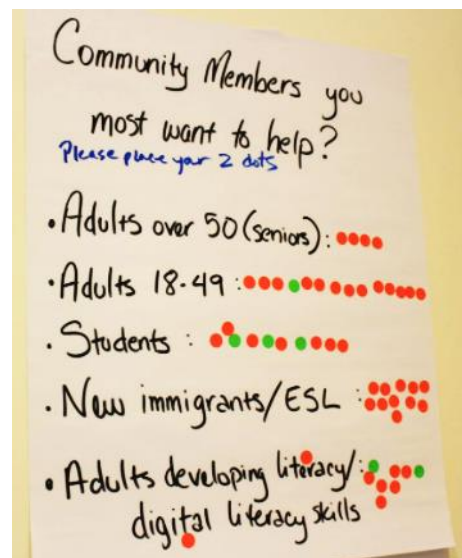 Community Members you
most want to help?
Please place your 2 dots
• Adults over 50 (seniors):
• Adults 18-49 :
• Students :
• New immigrants/ESL :
• Adults developing literacy/:
digital literacy skills